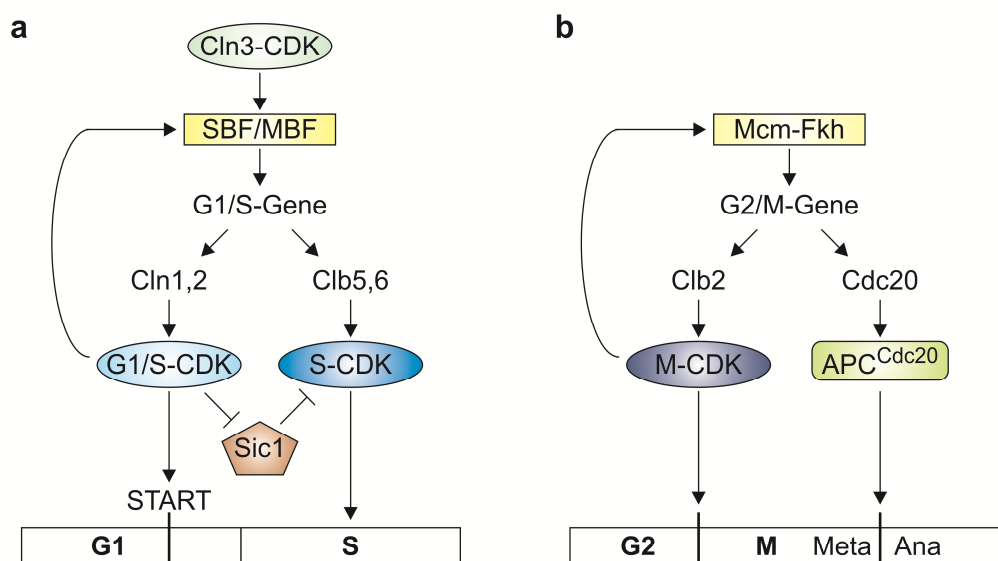 a
Cln3-CDK
SBF/MBF
G1/S-Gene
Cln1,2 Clb5,6
G1/S-CDK S-CDK
Sic1
START
G1 S
b
Mcm-Fkh
G2/M-Gene
Clb2 Cdc20
M-CDK APCCdc20
G2 M Meta Ana